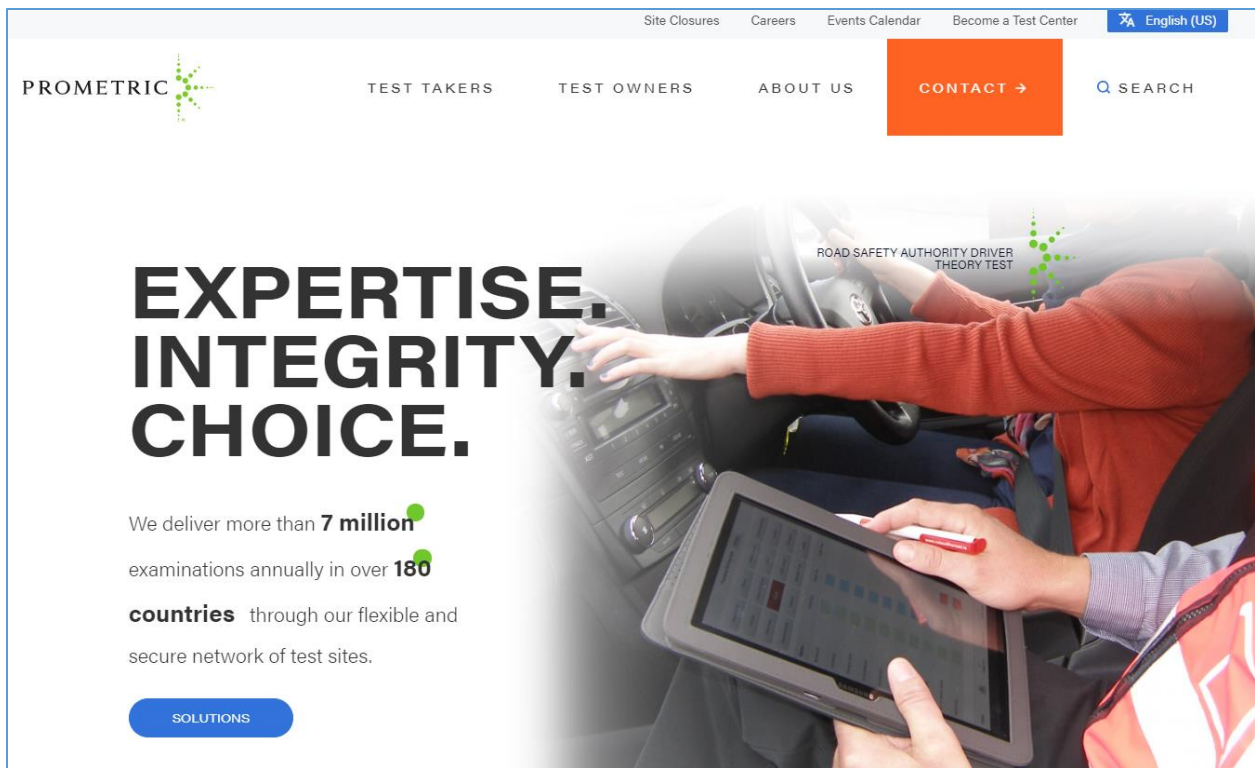 Site Closures Careers Events Calendar Become a Test Center English (US)
PROMETRIC
TEST TAKERS TEST OWNERS ABOUT US CONTACT → SEARCH
ROAD SAFETY AUTHORITY DRIVER
THEORY TEST
EXPERTISE.
INTEGRITY.
CHOICE.
We deliver more than 7 million
examinations annually in over 180
countries through our flexible and
secure network of test sites.
SOLUTIONS
SAMSUNG